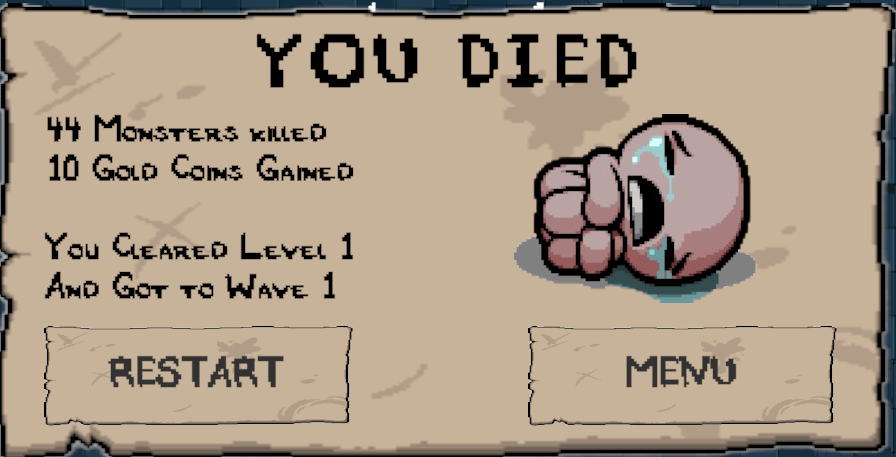 YOU DIED
44 Monsters killed
10 Gold Coins Gained
You Cleared Level 1
And Got to Wave 1
RESTART
MENU